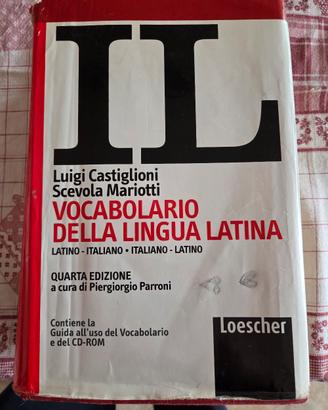 IL
Luigi Castiglioni
Scevola Mariotti
VOCABOLARIO
DELLA LINGUA LATINA
LATINO - ITALIANO • ITALIANO - LATINO
QUARTA EDIZIONE
a cura di Piergiorgio Parroni
Contiene la
Guida all'uso del Vocabolario
e del CD-ROM
Loescher